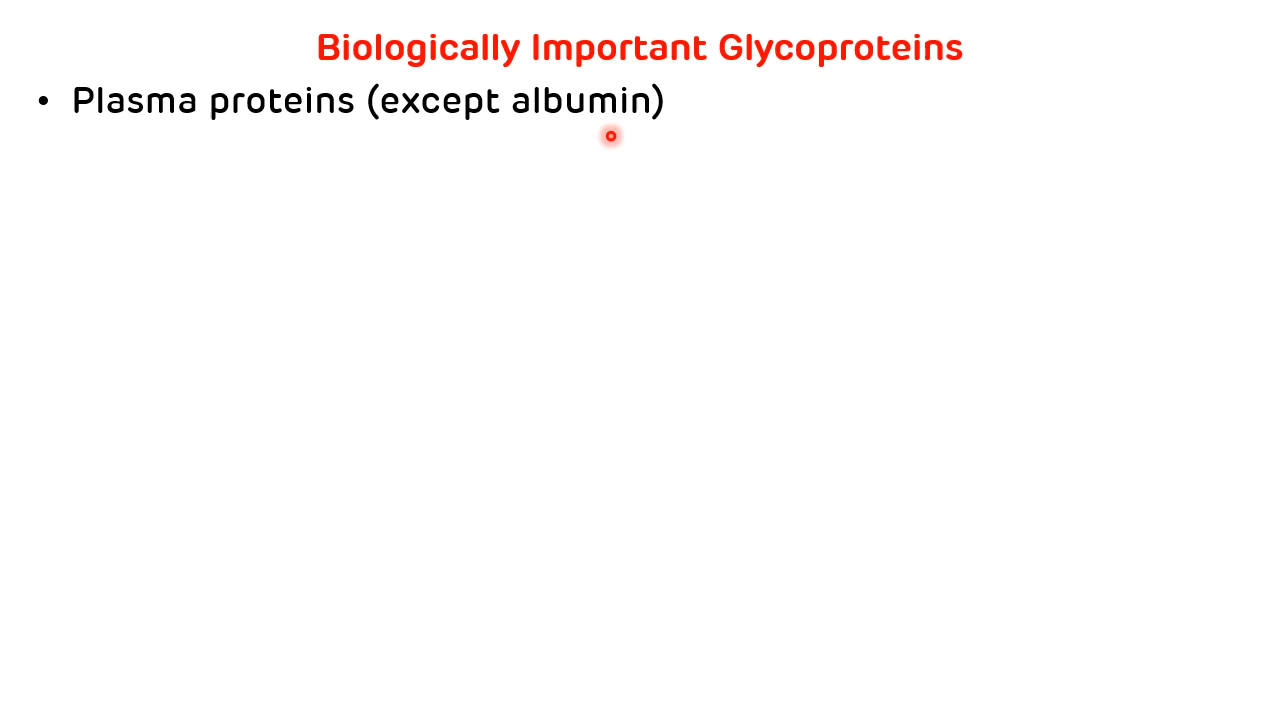 Biologically Important Glycoproteins
• Plasma proteins (except albumin)